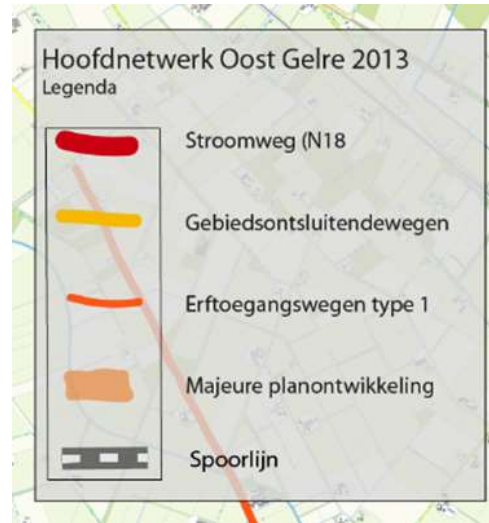 Hoofdnetwerk Oost Gelre 2013
Legenda
Stroomweg (N18
Gebiedsontsluitendewegen
Erftoegangswegen type 1
Majeure planontwikkeling
Spoorlijn